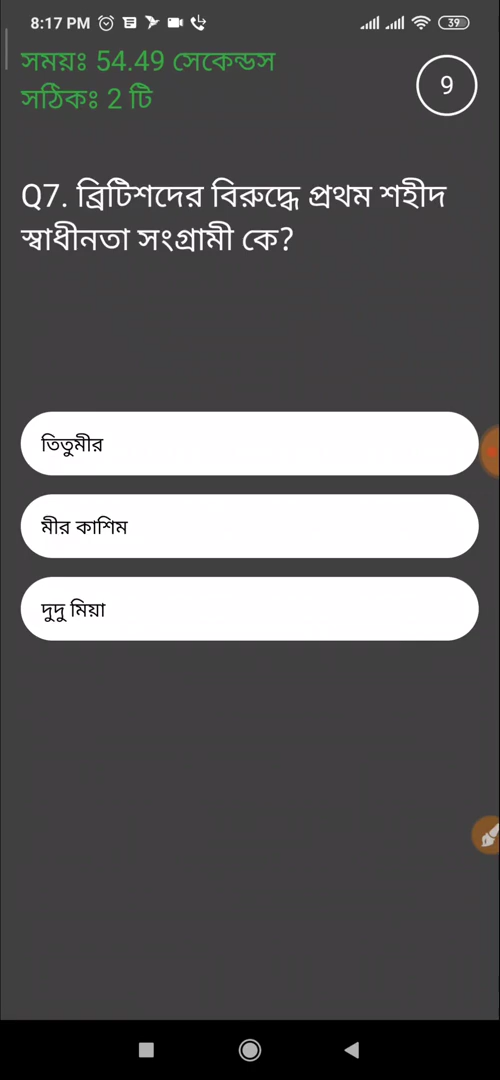 8:17 PM
39
সময়ঃ 54.49 সেকেন্ডস
সঠিকঃ 2 টি
9
Q7. ব্রিটিশদের বিরুদ্ধে প্রথম শহীদ
স্বাধীনতা সংগ্রামী কে?
তিতুমীর
মীর কাশিম
দুদু মিয়া